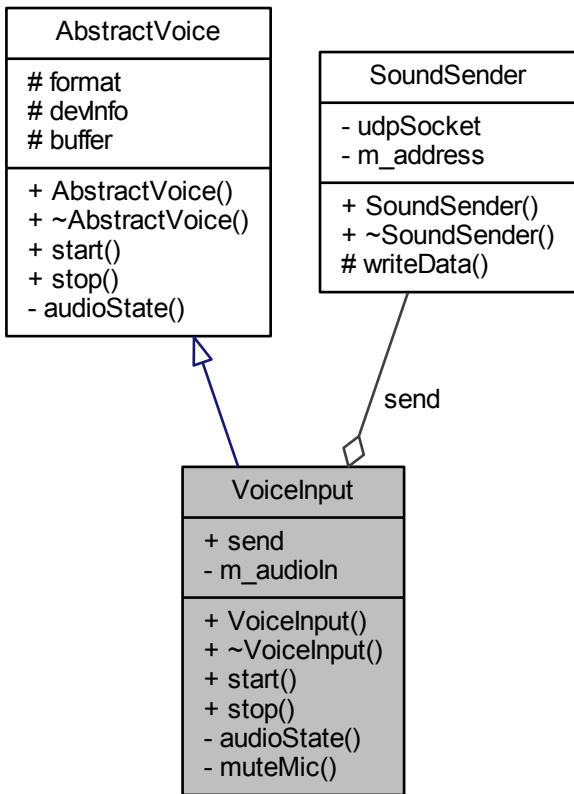 AbstractVoice
# format
# devInfo
# buffer
+ AbstractVoice()
+ ~AbstractVoice()
+ start()
+ stop()
- audioState()
SoundSender
- udpSocket
- m_address
+ SoundSender()
+ ~SoundSender()
# writeData()
send
VoiceInput
+ send
- m_audioIn
+ VoiceInput()
+ ~VoiceInput()
+ start()
+ stop()
- audioState()
- muteMic()